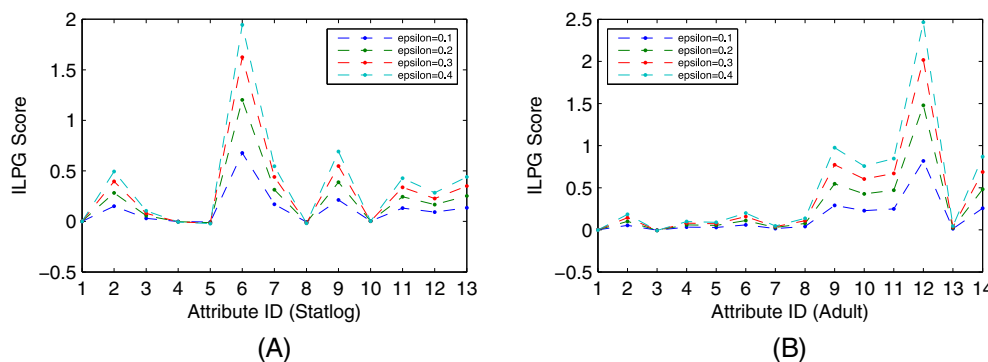 2
1.5
1
0.5
0
−0.5
ILPG Score
epsilon=0.1
epsilon=0.2
epsilon=0.3
epsilon=0.4
1 2 3 4 5 6 7 8 9 10 11 12 13
Attribute ID (Statlog)
(A)
2.5
2
1.5
1
0.5
0
−0.5
ILPG Score
epsilon=0.1
epsilon=0.2
epsilon=0.3
epsilon=0.4
1 2 3 4 5 6 7 8 9 10 11 12 13 14
Attribute ID (Adult)
(B)